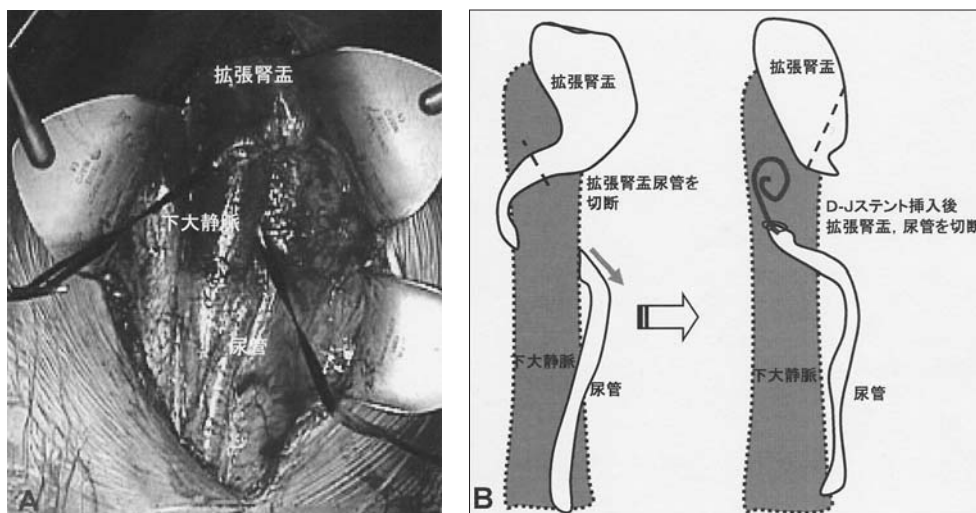 拡張腎盂
下大静脈
尿管
A
拡張腎盂
拡張腎盂尿管を
切断
下大静脈
尿管
B
拡張腎盂
D-Jステント挿入後
拡張腎盂，尿管を切断
下大静脈
尿管